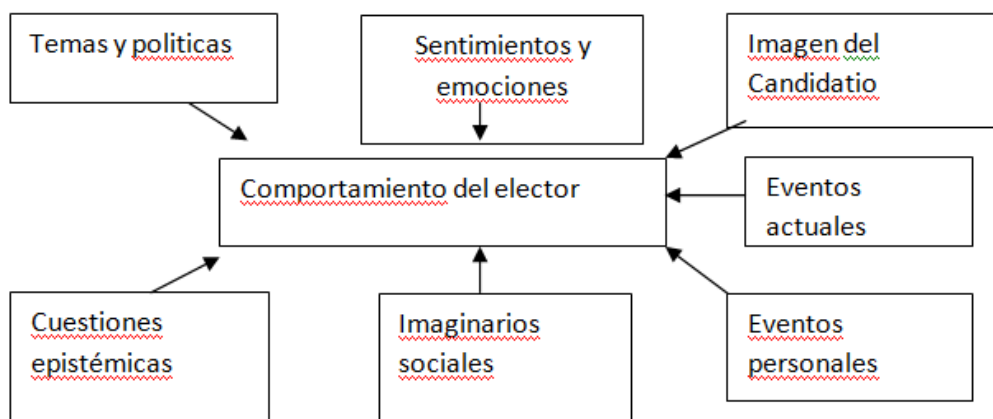 Temas y politicas
Sentimientos y
emociones
Imagen del
Candidatio
Comportamiento del elector
Eventos
actuales
Cuestiones
epistémicas
Imaginarios
sociales
Eventos
personales